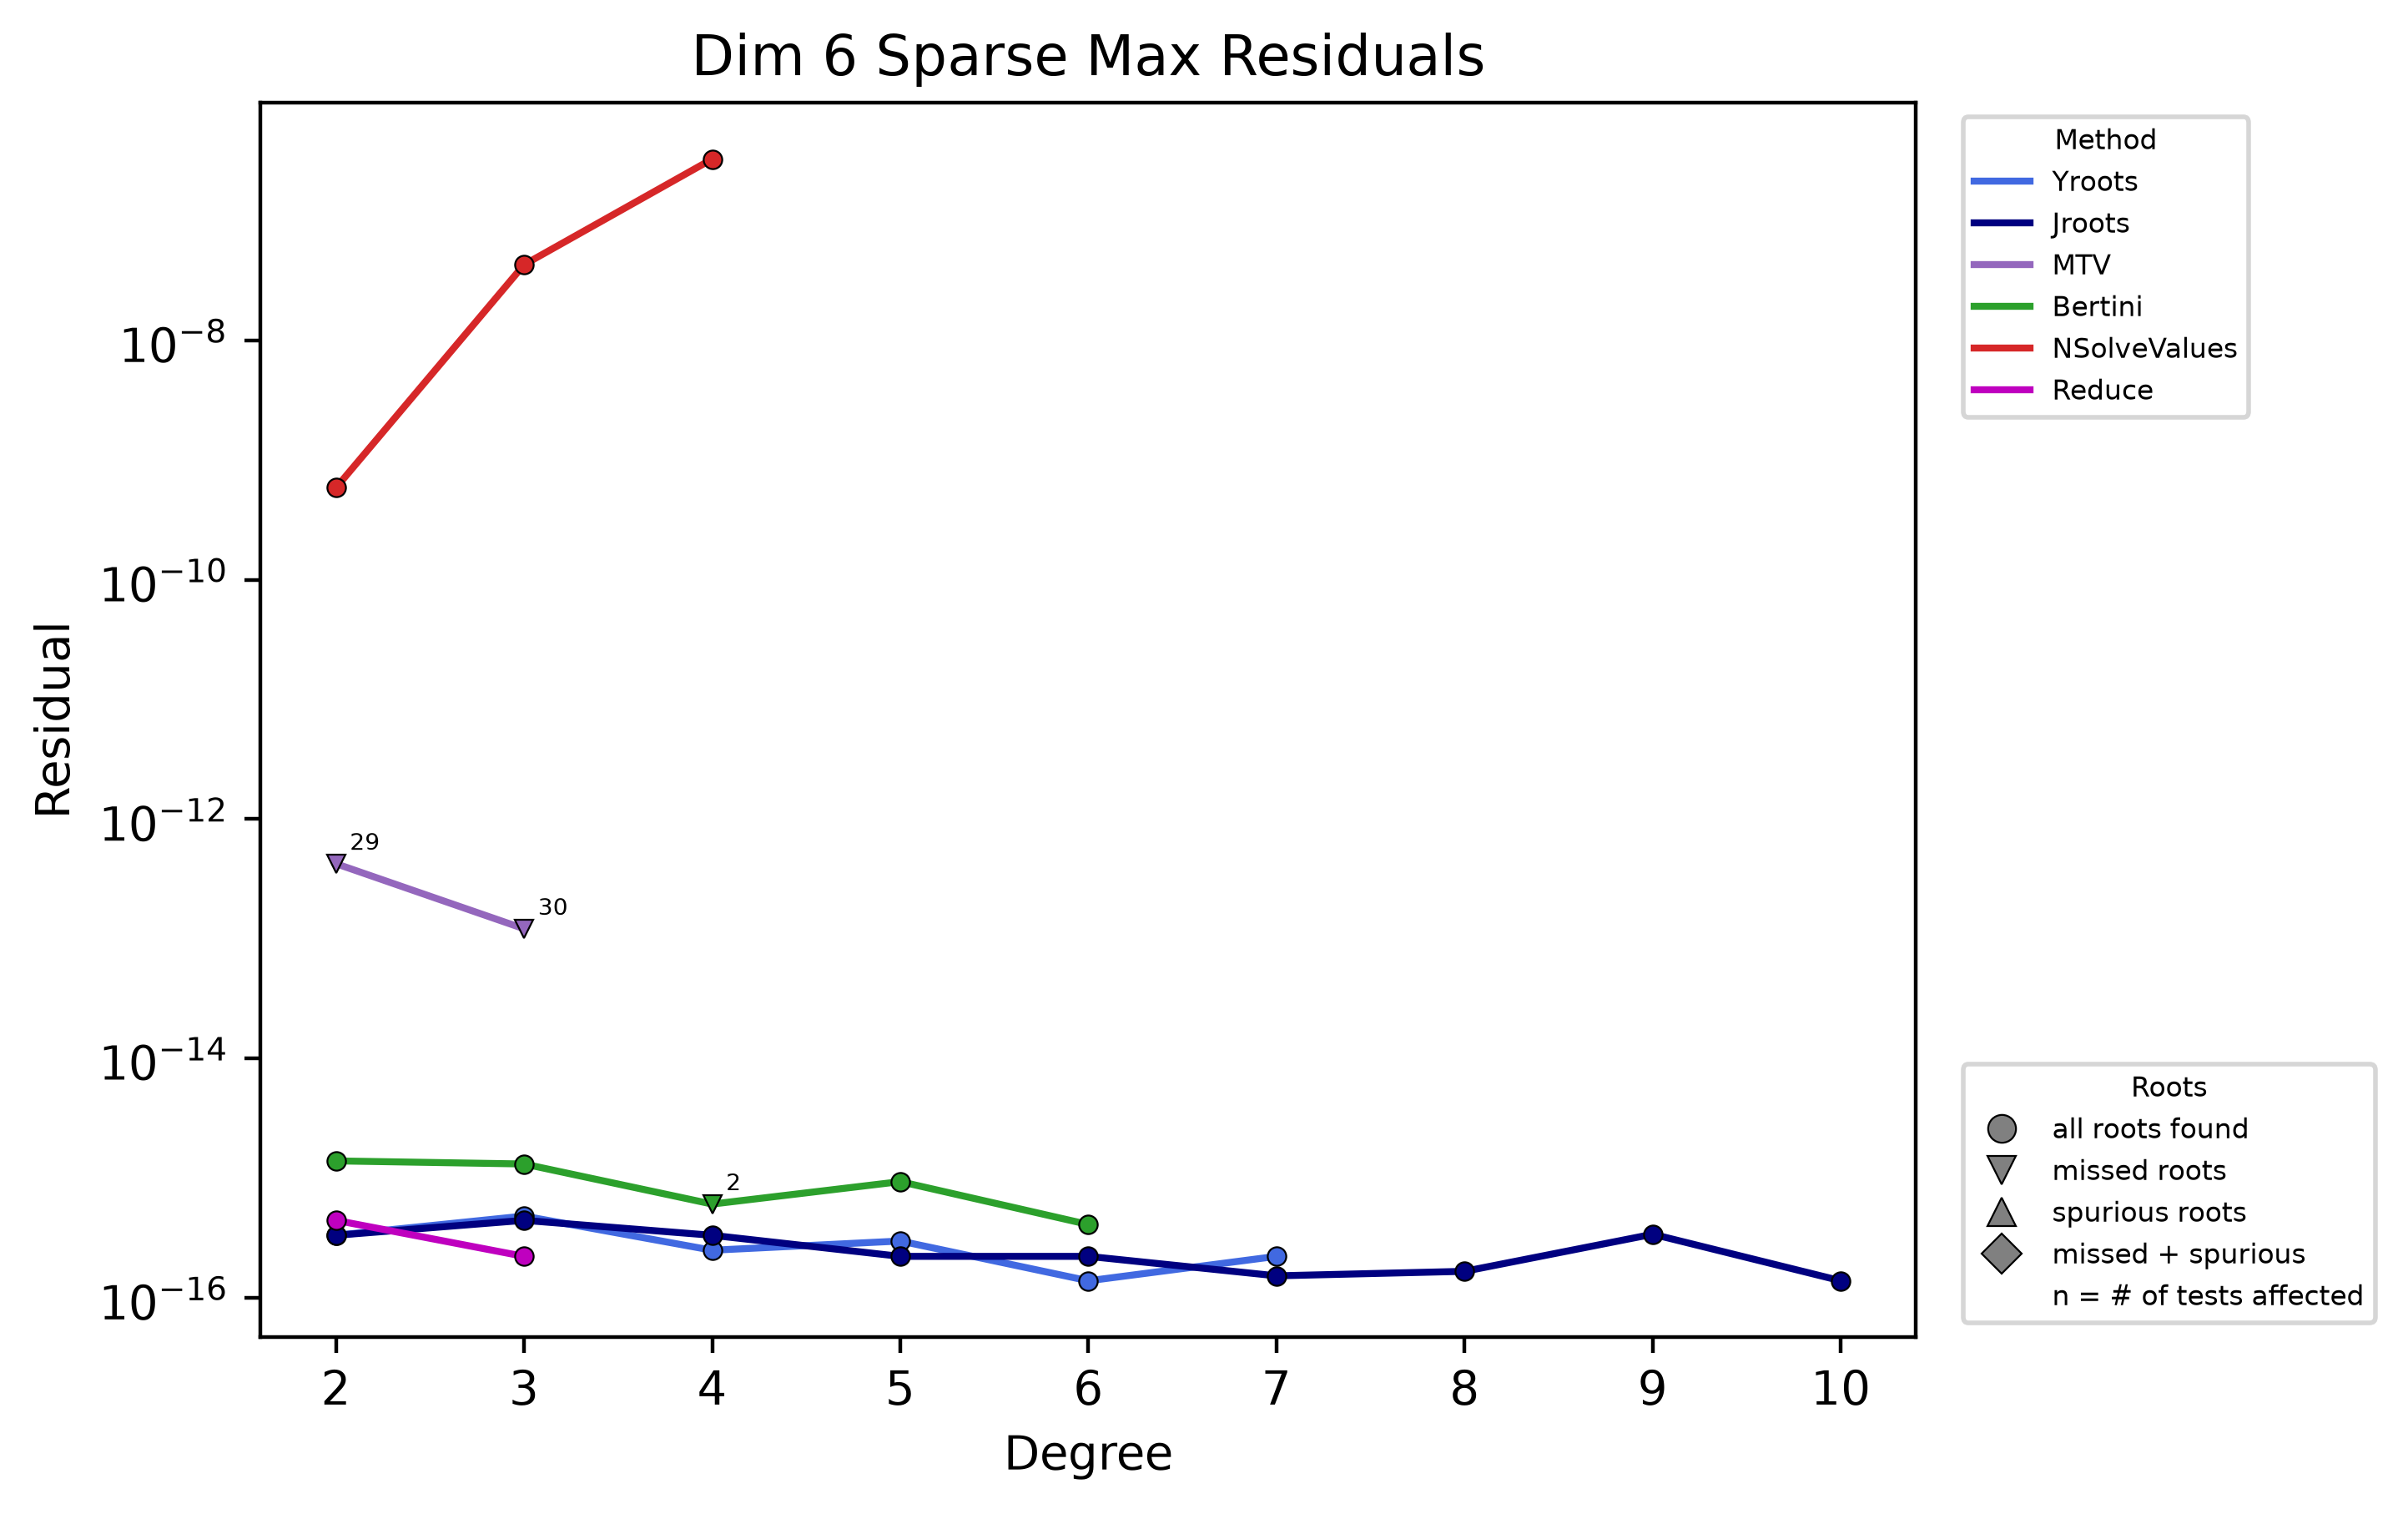 Dim 6 Sparse Max Residuals
Residual
10⁻⁸
10⁻¹⁰
10⁻¹²
10⁻¹⁴
10⁻¹⁶
29
30
2
2 3 4 5 6 7 8 9 10
Degree
Method
Yroots
Jroots
MTV
Bertini
NSolveValues
Reduce
Roots
all roots found
missed roots
spurious roots
missed + spurious
n = # of tests affected